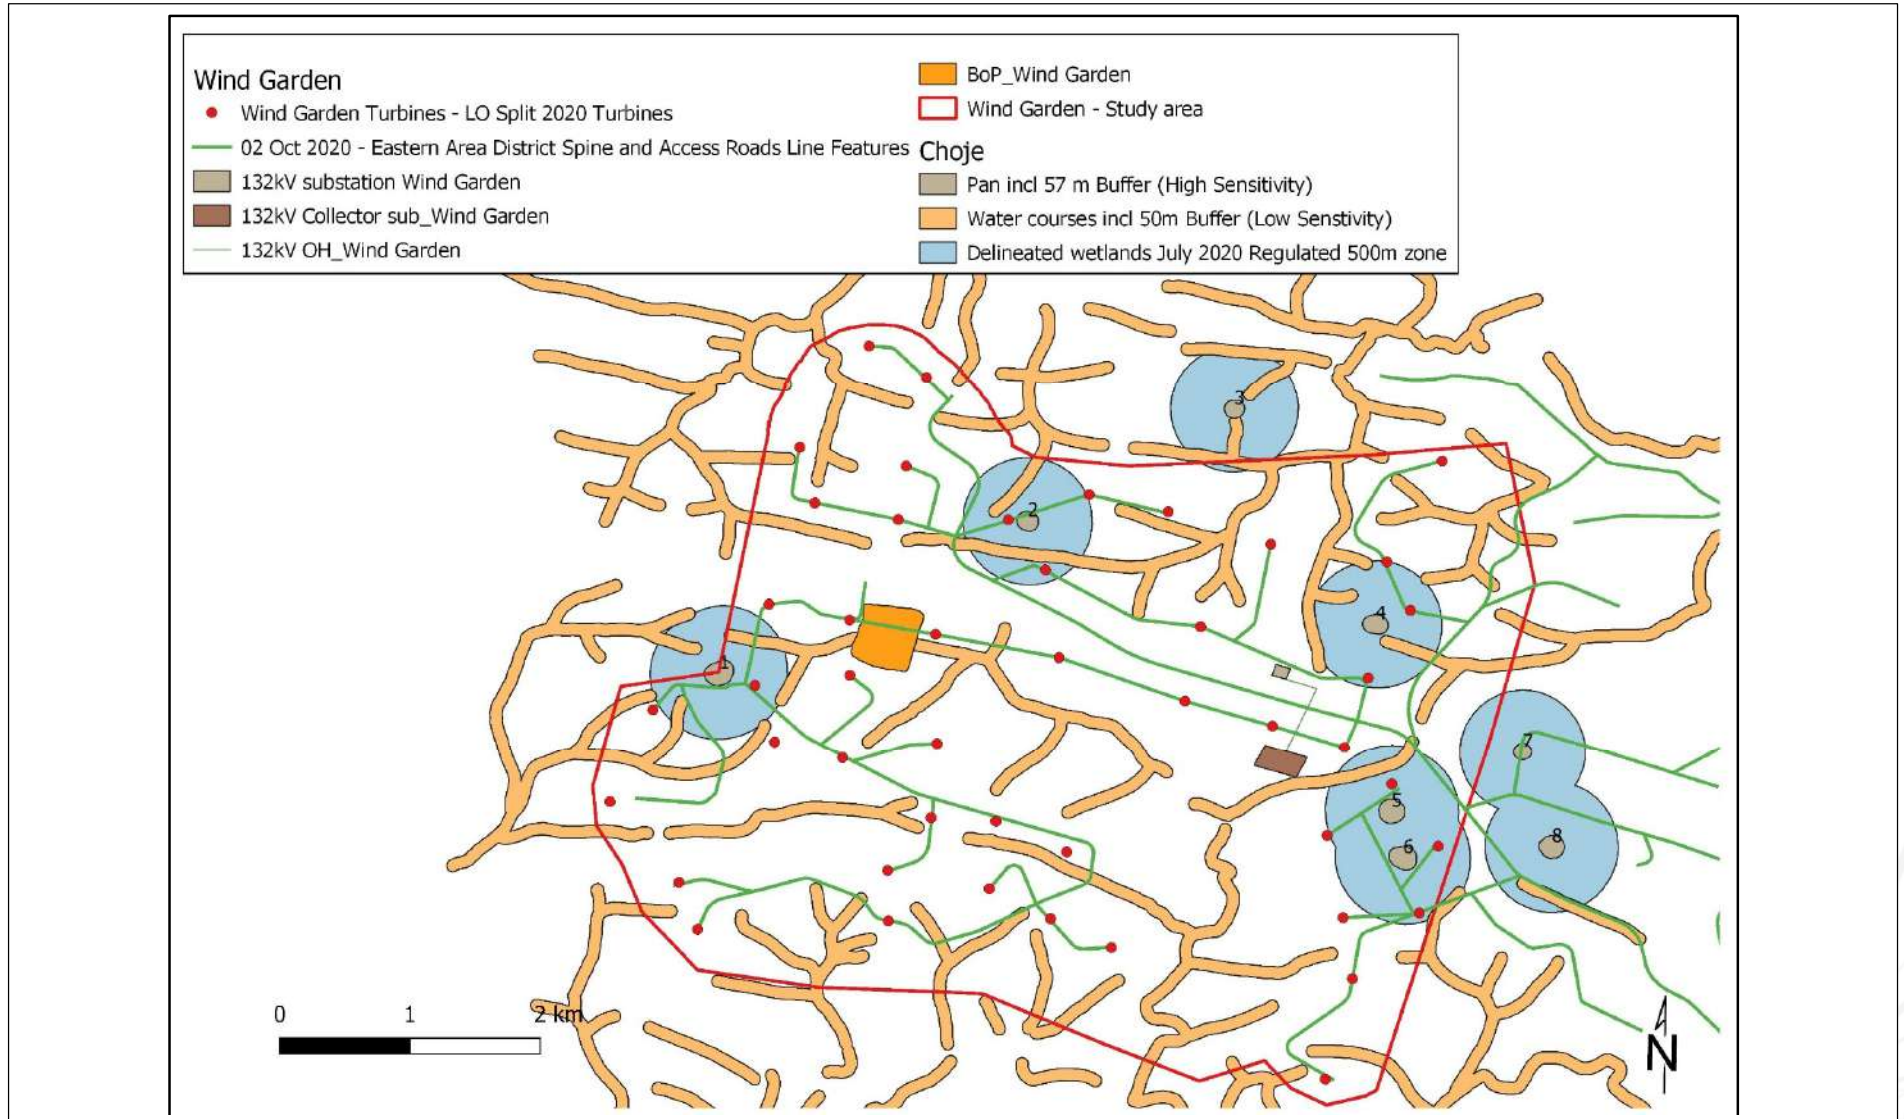 Wind Garden
Wind Garden Turbines - LO Split 2020 Turbines
02 Oct 2020 - Eastern Area District Spine and Access Roads Line Features
132kV substation Wind Garden
132kV Collector sub_Wind Garden
132kV OH_Wind Garden
BoP_Wind Garden
Wind Garden - Study area
Choje
Pan incl 57 m Buffer (High Sensitivity)
Water courses incl 50m Buffer (Low Senstivity)
Delineated wetlands July 2020 Regulated 500m zone
3
2
4
1
7
5
8
6
0 1 2 km
N